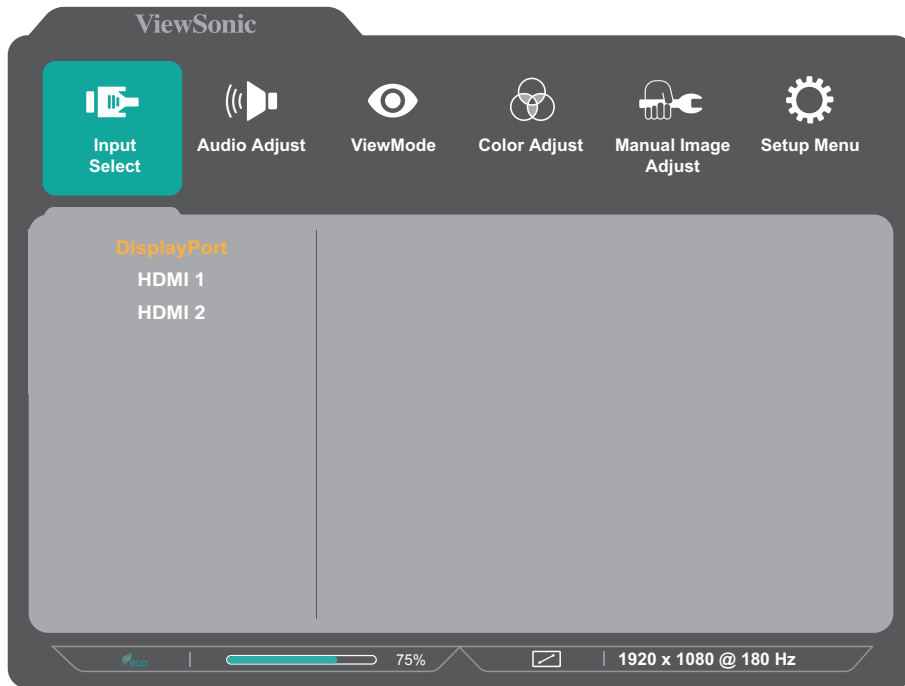 ViewSonic
Input
Select
Audio Adjust
ViewMode
Color Adjust
Manual Image
Adjust
Setup Menu
DisplayPort
HDMI 1
HDMI 2
eco
75%
1920 x 1080 @ 180 Hz